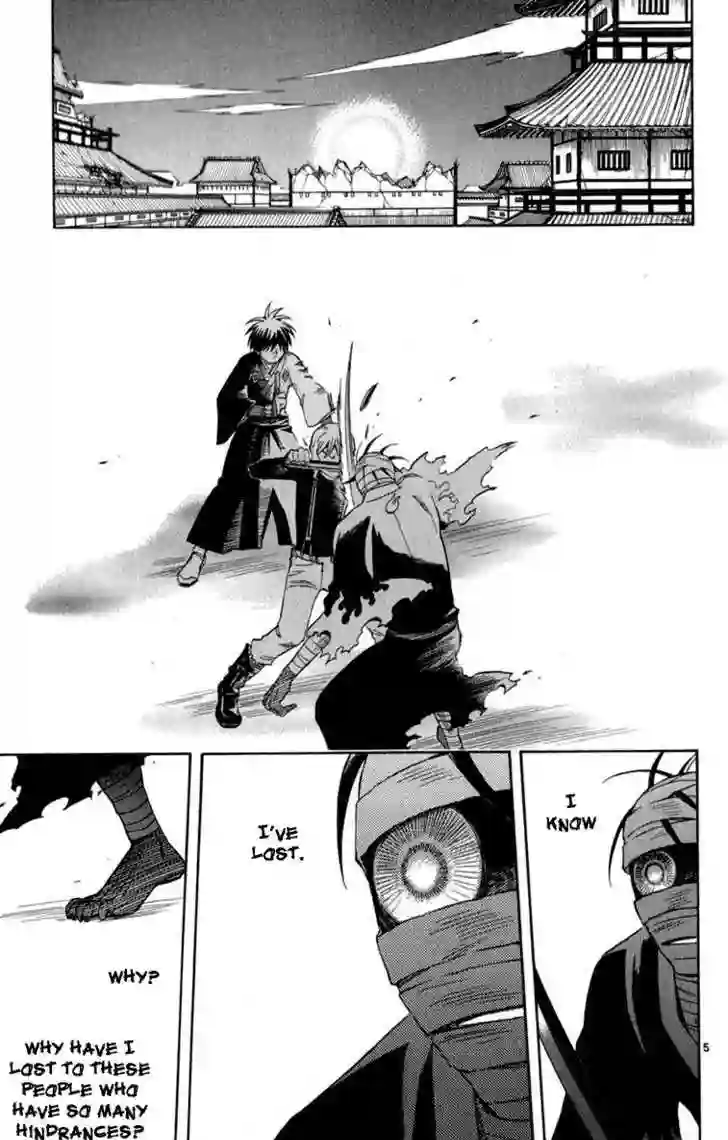 I
KNOW
I'VE
LOST.
WHY?
WHY HAVE I
LOST TO THESE
PEOPLE WHO
HAVE SO MANY
HINDRANCES?
5